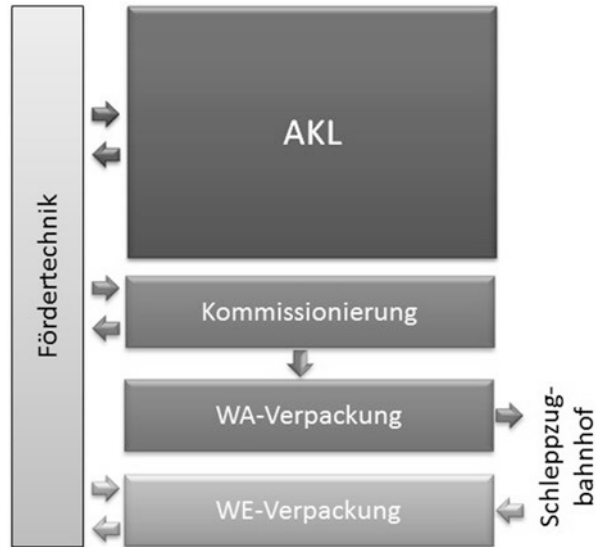 Fördertechnik
AKL
Kommissionierung
WA-Verpackung
WE-Verpackung
Schleppzug-
bahnhof